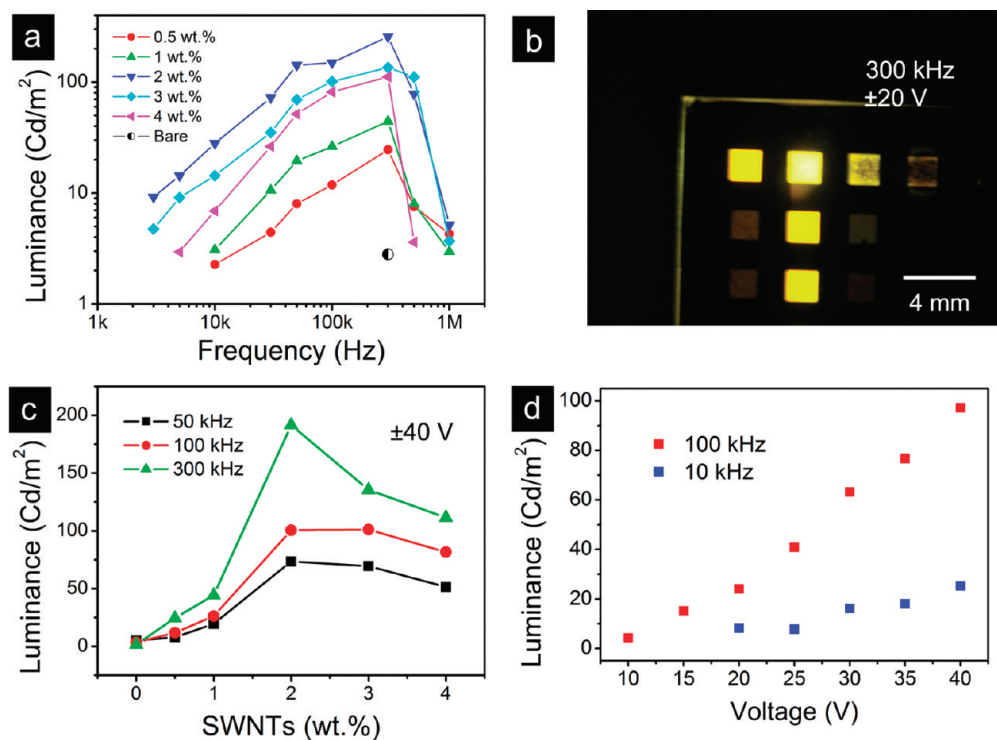 a
0.5 wt.%
1 wt.%
2 wt.%
3 wt.%
4 wt.%
Bare
Luminance (Cd/m²)
100
10
1
1k
10k
100k
1M
Frequency (Hz)
b
300 kHz
±20 V
4 mm
c
50 kHz
100 kHz
300 kHz
±40 V
Luminance (Cd/m²)
200
150
100
50
0
0
1
2
3
4
SWNTs (wt.%)
d
100 kHz
10 kHz
Luminance (Cd/m²)
100
80
60
40
20
0
10
15
20
25
30
35
40
Voltage (V)